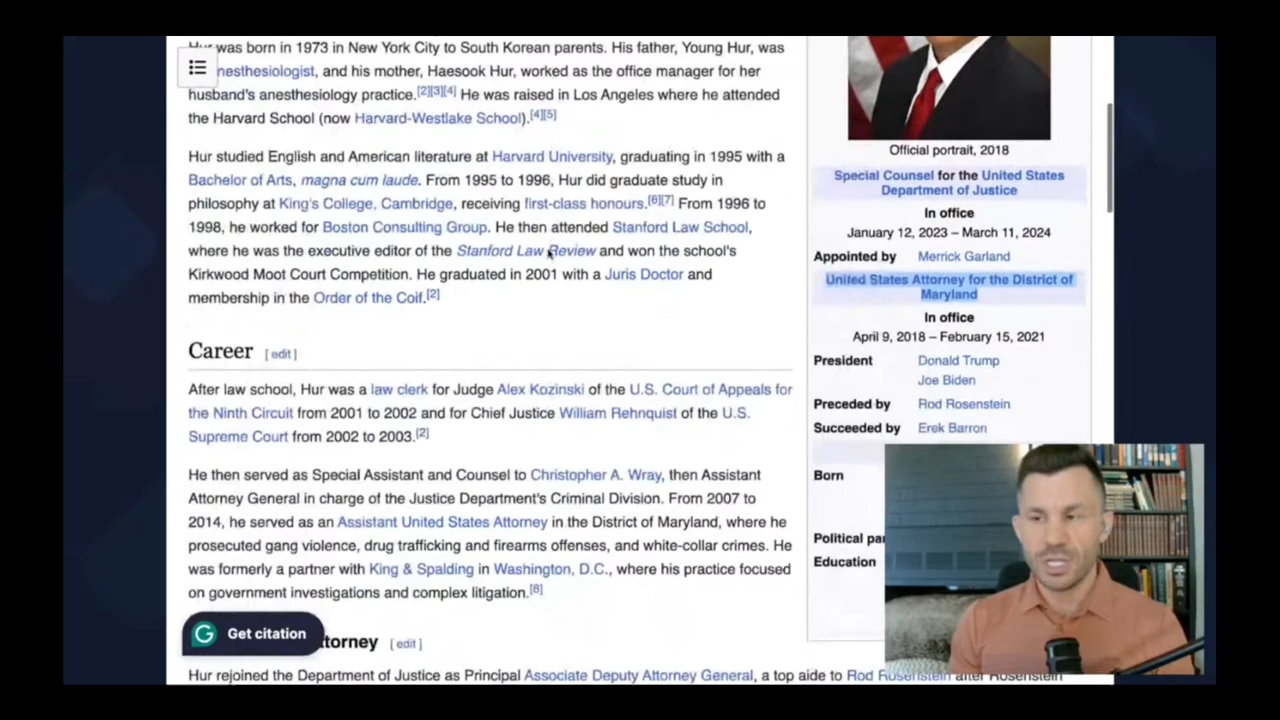 Hur was born in 1973 in New York City to South Korean parents. His father, Young Hur, was
nesthesiologist, and his mother, Haesook Hur, worked as the office manager for her
husband's anesthesiology practice.[2][3][4] He was raised in Los Angeles where he attended
the Harvard School (now Harvard-Westlake School).[4][5]
Hur studied English and American literature at Harvard University, graduating in 1995 with a
Bachelor of Arts, magna cum laude. From 1995 to 1996, Hur did graduate study in
philosophy at King's College, Cambridge, receiving first-class honours.[6][7] From 1996 to
1998, he worked for Boston Consulting Group. He then attended Stanford Law School,
where he was the executive editor of the Stanford Law Review and won the school's
Kirkwood Moot Court Competition. He graduated in 2001 with a Juris Doctor and
membership in the Order of the Coif.[2]
Career [ edit ]
After law school, Hur was a law clerk for Judge Alex Kozinski of the U.S. Court of Appeals for
the Ninth Circuit from 2001 to 2002 and for Chief Justice William Rehnquist of the U.S.
Supreme Court from 2002 to 2003.[2]
He then served as Special Assistant and Counsel to Christopher A. Wray, then Assistant
Attorney General in charge of the Justice Department's Criminal Division. From 2007 to
2014, he served as an Assistant United States Attorney in the District of Maryland, where he
prosecuted gang violence, drug trafficking and firearms offenses, and white-collar crimes. He
was formerly a partner with King & Spalding in Washington, D.C., where his practice focused
on government investigations and complex litigation.[8]
Get citation
ttorney [ edit ]
Hur rejoined the Department of Justice as Principal Associate Deputy Attorney General, a top aide to Rod Rosenstein after Rosenstein
Official portrait, 2018
Special Counsel for the United States
Department of Justice
In office
January 12, 2023 – March 11, 2024
Appointed by Merrick Garland
United States Attorney for the District of
Maryland
In office
April 9, 2018 – February 15, 2021
President Donald Trump
Joe Biden
Preceded by Rod Rosenstein
Succeeded by Erek Barron
Born
Political pa
Education